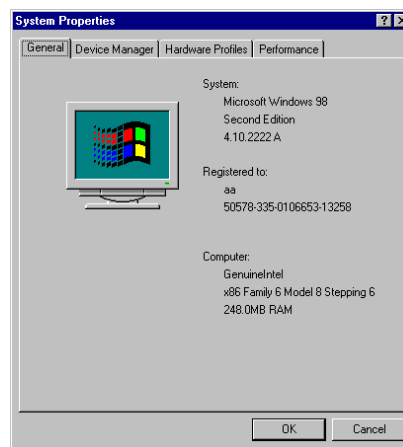 System Properties
General Device Manager Hardware Profiles Performance
System:
Microsoft Windows 98
Second Edition
4.10.2222 A
Registered to:
aa
50578-335-0106653-13258
Computer:
GenuineIntel
x86 Family 6 Model 8 Stepping 6
248.0MB RAM
OK Cancel